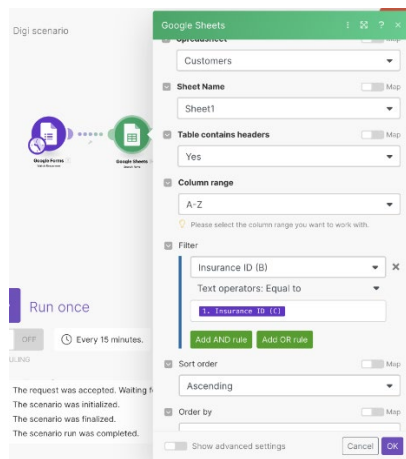 Digi scenario
Google Sheets
Spreadsheet
Map
Customers
Sheet Name
Map
Sheet1
Table contains headers
Map
Yes
Column range
A-Z
Please select the column range you want to work with.
Filter
Insurance ID (B)
Text operators: Equal to
1. Insurance ID (C)
Add AND rule
Add OR rule
Sort order
Map
Ascending
Order by
Map
Show advanced settings
Cancel
OK
Google Forms
Google Sheets
Run once
OFF
Every 15 minutes.
The request was accepted. Waiting f
The scenario was initialized.
The scenario was finalized.
The scenario run was completed.